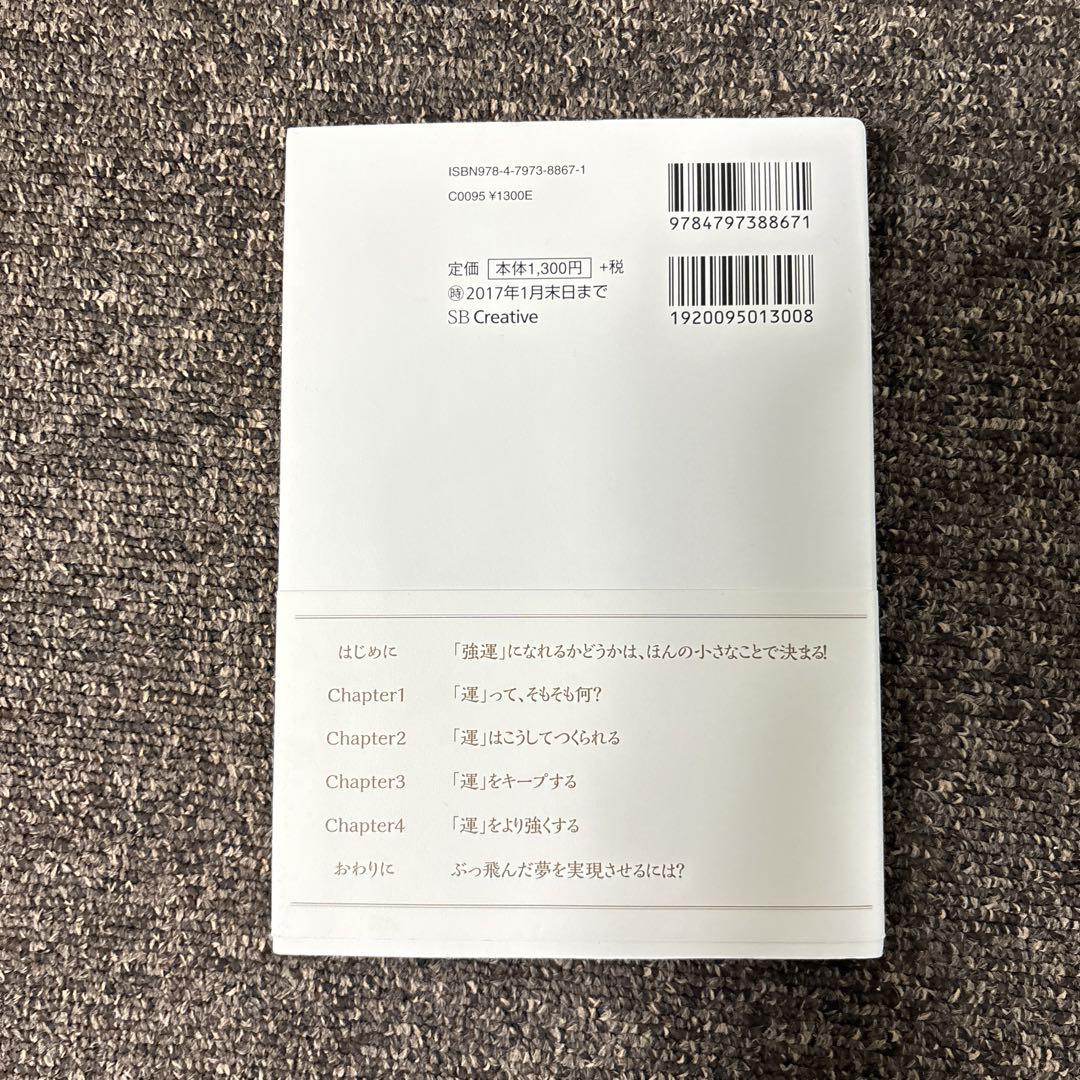 ISBN978-4-7973-8867-1
C0095 ¥1300E
9784797388671
定価 本体1,300円 +税
㊕2017年1月末日まで
SB Creative
1920095013008
はじめに 「強運」になれるかどうかは、ほんの小さなことで決まる!
Chapter1 「運」って、そもそも何?
Chapter2 「運」はこうしてつくられる
Chapter3 「運」をキープする
Chapter4 「運」をより強くする
おわりに ぶっ飛んだ夢を実現させるには?